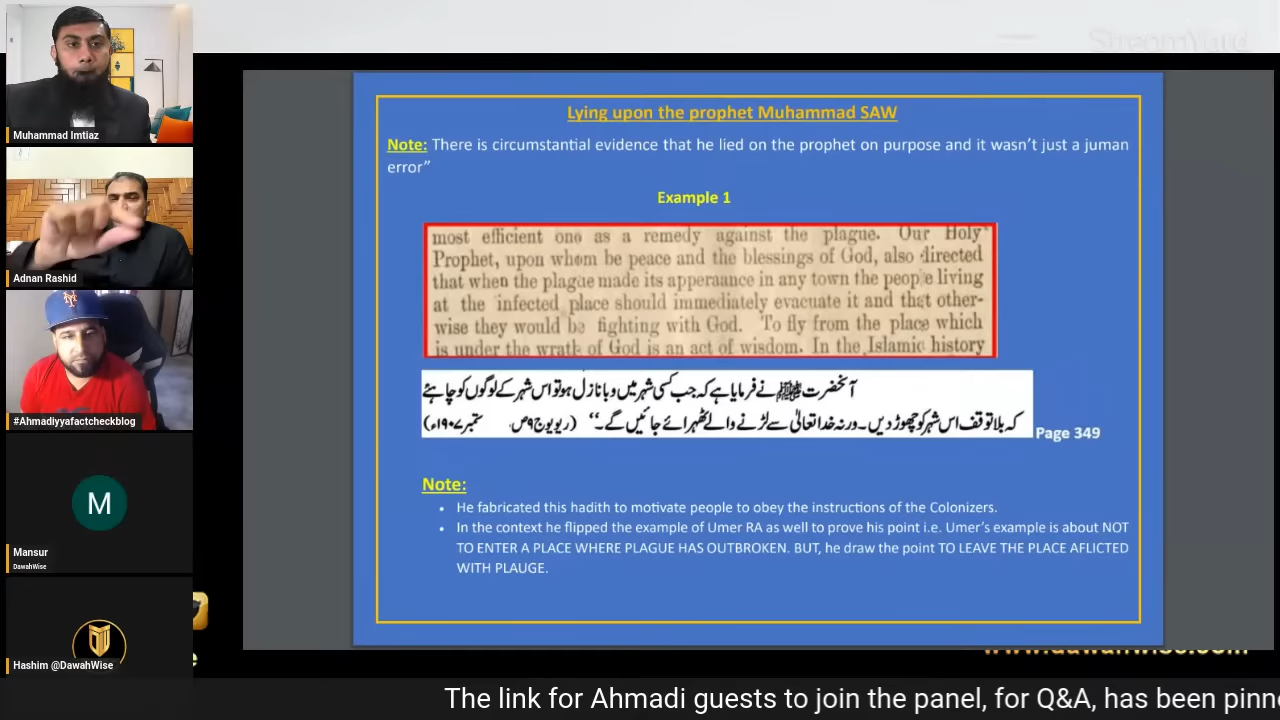 StreamYard
Lying upon the prophet Muhammad SAW
Note: There is circumstantial evidence that he lied on the prophet on purpose and it wasn't just a juman
error”
Example 1
most efficient one as a remedy against the plague. Our Holy
Prophet, upon whom be peace and the blessings of God, also directed
that when the plague made its apperaance in any town the people living
at the infected place should immediately evacuate it and that other-
wise they would be fighting with God. To fly from the place which
is under the wrath of God is an act of wisdom. In the Islamic history
آنحضرت ﷺ نے فرمایا ہے کہ جب کسی شہر میں وبا نازل ہو تو اس شہر کے لوگوں کو چاہئے
کہ بلا توقف اس شہر کو چھوڑ دیں۔ ورنہ خدا تعالیٰ سے لڑنے والے ٹھہرائے جائیں گے۔‘‘ (ریویو ج۹ص ستمبر ۱۹۰۷ء)
Page 349
Note:
• He fabricated this hadith to motivate people to obey the instructions of the Colonizers.
• In the context he flipped the example of Umer RA as well to prove his point i.e. Umer's example is about NOT
TO ENTER A PLACE WHERE PLAGUE HAS OUTBROKEN. BUT, he draw the point TO LEAVE THE PLACE AFLICTED
WITH PLAUGE.
Muhammad Imtiaz
Adnan Rashid
#Ahmadiyyafactcheckblog
M
Mansur
DawahWise
Hashim @DawahWise
www.dawahwise.com
The link for Ahmadi guests to join the panel, for Q&A, has been pinn